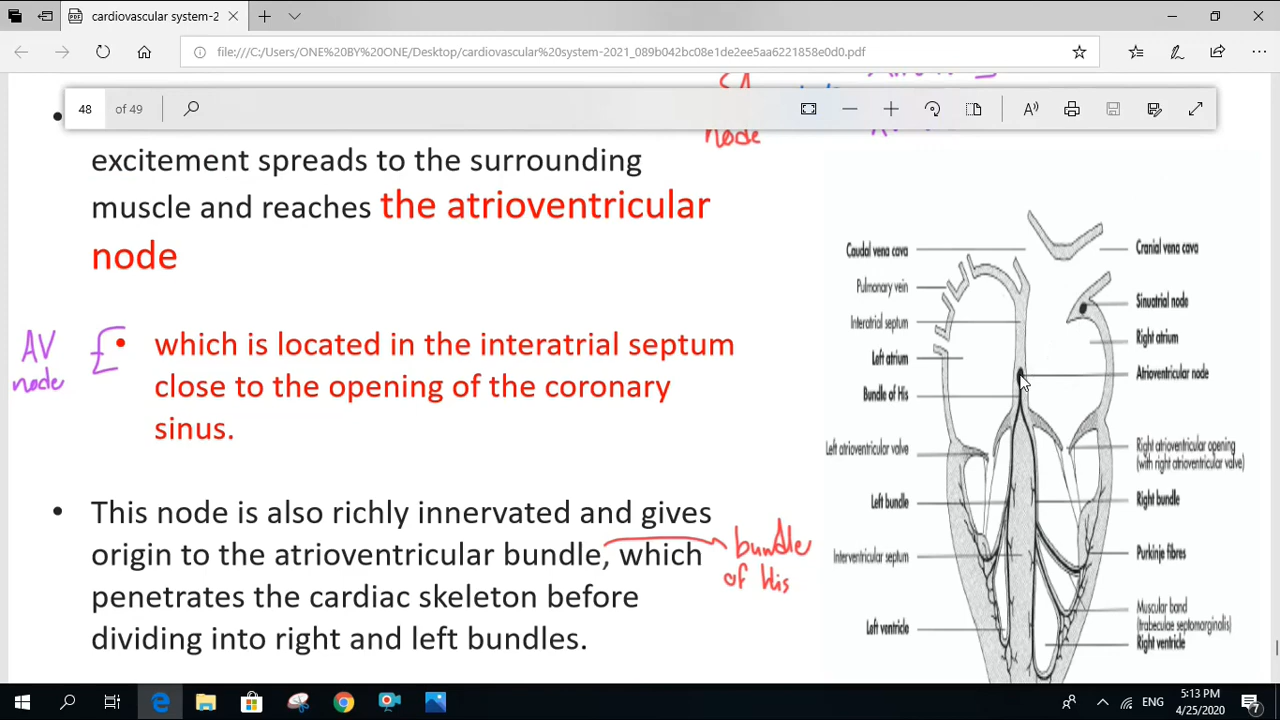 cardiovascular system-2
file:///C:/Users/ONE%20BY%20ONE/Desktop/cardiovascular%20system-2021_089b042bc08e1de2ee5aa6221858e0d0.pdf
48 of 49
node
excitement spreads to the surrounding
muscle and reaches the atrioventricular
node
AV
node
• which is located in the interatrial septum
close to the opening of the coronary
sinus.
• This node is also richly innervated and gives
origin to the atrioventricular bundle, which
penetrates the cardiac skeleton before
dividing into right and left bundles.
bundle
of His
Caudal vena cava
Pulmonary vein
Interatrial septum
Left atrium
Bundle of His
Left atrioventricular valve
Left bundle
Interventricular septum
Left ventricle
Cranial vena cava
Sinuatrial node
Right atrium
Atrioventricular node
Right atrioventricular opening
(with right atrioventricular valve)
Right bundle
Purkinje fibres
Muscular band
(trabeculae septomarginalis)
Right ventricle
ENG
5:13 PM
4/25/2020
7